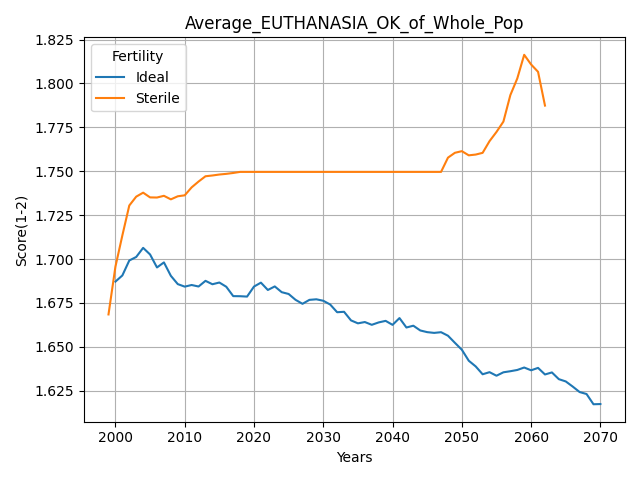 Average_EUTHANASIA_OK_of_Whole_Pop
Score(1-2)
1.825
1.800
1.775
1.750
1.725
1.700
1.675
1.650
1.625
Fertility
Ideal
Sterile
2000 2010 2020 2030 2040 2050 2060 2070
Years